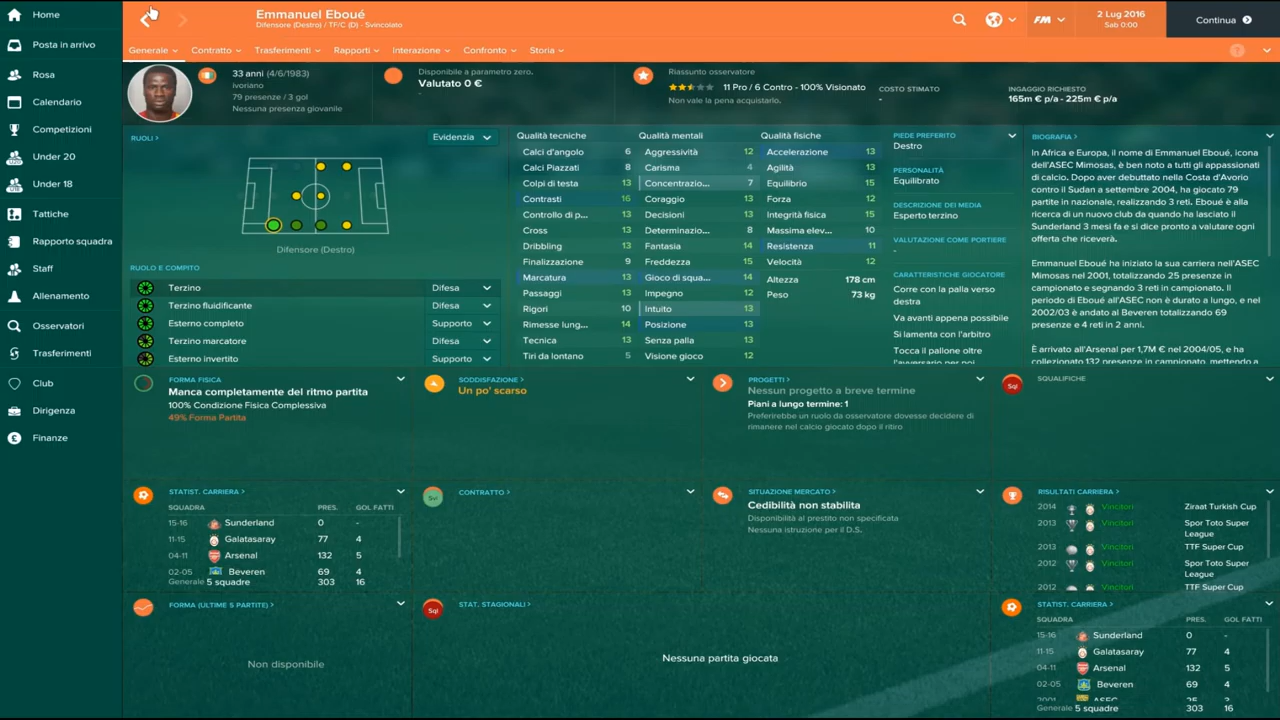 Home
Posta in arrivo
Rosa
Calendario
Competizioni
Under 20
Under 18
Tattiche
Rapporto squadra
Staff
Allenamento
Osservatori
Trasferimenti
Club
Dirigenza
Finanze
Emmanuel Eboué
Difensore (Destro) / TF/C (D) - Svincolato
FM
2 Lug 2016
Sab 0:00
Continua
Generale
Contratto
Trasferimenti
Rapporti
Interazione
Confronto
Storia
33 anni (4/6/1983)
ivoriano
79 presenze / 3 gol
Nessuna presenza giovanile
Disponibile a parametro zero.
Valutato 0 €
-
Riassunto osservatore
11 Pro / 6 Contro - 100% Visionato
Non vale la pena acquistarlo.
COSTO STIMATO
-
INGAGGIO RICHIESTO
165m € p/a - 225m € p/a
RUOLI >
Evidenzia
Difensore (Destro)
RUOLO E COMPITO
Terzino Difesa
Terzino fluidificante Difesa
Esterno completo Supporto
Terzino marcatore Difesa
Esterno invertito Supporto
Qualità tecniche
Calci d'angolo 6
Calci Piazzati 8
Colpi di testa 13
Contrasti 16
Controllo di p... 13
Cross 13
Dribbling 13
Finalizzazione 9
Marcatura 13
Passaggi 13
Rigori 10
Rimesse lung... 14
Tecnica 13
Tiri da lontano 5
Qualità mentali
Aggressività 12
Carisma 4
Concentrazio... 7
Coraggio 13
Decisioni 13
Determinazio... 8
Fantasia 14
Freddezza 15
Gioco di squa... 14
Impegno 12
Intuito 13
Posizione 13
Senza palla 13
Visione gioco 12
Qualità fisiche
Accelerazione 13
Agilità 13
Equilibrio 15
Forza 12
Integrità fisica 15
Massima elev... 10
Resistenza 11
Velocità 12
Altezza 178 cm
Peso 73 kg
PIEDE PREFERITO
Destro
PERSONALITÀ
Equilibrato
DESCRIZIONE DEI MEDIA
Esperto terzino
VALUTAZIONE COME PORTIERE
-
CARATTERISTICHE GIOCATORE
Corre con la palla verso
destra
Va avanti appena possibile
Si lamenta con l'arbitro
Tocca il pallone oltre
l'avversario per poi
BIOGRAFIA >
In Africa e Europa, il nome di Emmanuel Eboué, icona
dell'ASEC Mimosas, è ben noto a tutti gli appassionati
di calcio. Dopo aver debuttato nella Costa d'Avorio
contro il Sudan a settembre 2004, ha giocato 79
partite in nazionale, realizzando 3 reti. Eboué è alla
ricerca di un nuovo club da quando ha lasciato il
Sunderland 3 mesi fa e si dice pronto a valutare ogni
offerta che riceverà.
Emmanuel Eboué ha iniziato la sua carriera nell'ASEC
Mimosas nel 2001, totalizzando 25 presenze in
campionato e segnando 3 reti in campionato. Il
periodo di Eboué all'ASEC non è durato a lungo, e nel
2002/03 è andato al Beveren totalizzando 69
presenze e 4 reti in 2 anni.
È arrivato all'Arsenal per 1,7M € nel 2004/05, e ha
collezionato 132 presenze in campionato, mettendo a
FORMA FISICA
Manca completamente del ritmo partita
100% Condizione Fisica Complessiva
49% Forma Partita
SODDISFAZIONE >
Un po' scarso
PROGETTI >
Nessun progetto a breve termine
Piani a lungo termine: 1
Preferirebbe un ruolo da osservatore dovesse decidere di
rimanere nel calcio giocato dopo il ritiro
Sql
SQUALIFICHE
STATIST. CARRIERA >
SQUADRA PRES. GOL FATTI
15-16 Sunderland 0 -
11-15 Galatasaray 77 4
04-11 Arsenal 132 5
02-05 Beveren 69 4
Generale 5 squadre 303 16
Svi
CONTRATTO >
SITUAZIONE MERCATO >
Cedibilità non stabilita
Disponibilità al prestito non specificata
Nessuna istruzione per il D.S.
RISULTATI CARRIERA >
2014 Vincitori Ziraat Turkish Cup
2013 Vincitori Spor Toto Super
League
2013 Vincitori TTF Super Cup
2012 Vincitori Spor Toto Super
League
2012 Vincitori TTF Super Cup
FORMA (ULTIME 5 PARTITE) >
Non disponibile
Sql
STAT. STAGIONALI >
Nessuna partita giocata
STATIST. CARRIERA >
SQUADRA PRES. GOL FATTI
15-16 Sunderland 0 -
11-15 Galatasaray 77 4
04-11 Arsenal 132 5
02-05 Beveren 69 4
2001 ASEC 25 3
Generale 5 squadre 303 16